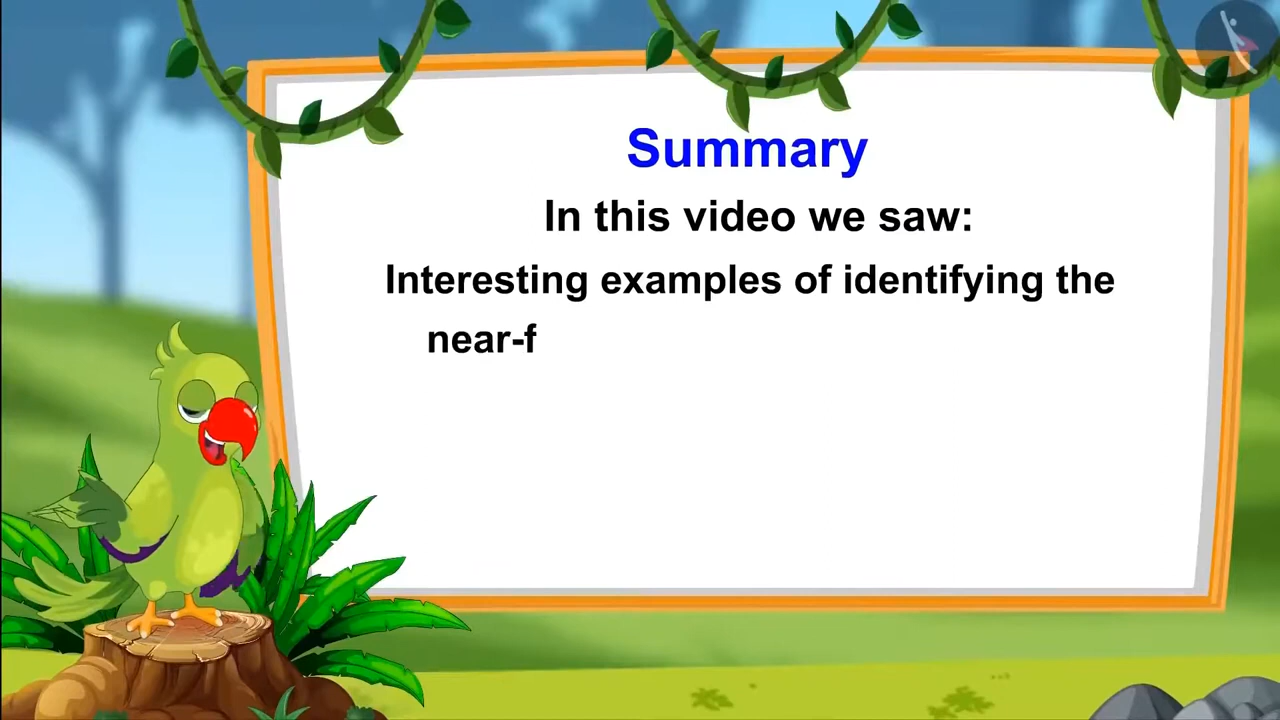 Summary
In this video we saw:
Interesting examples of identifying the
near-f